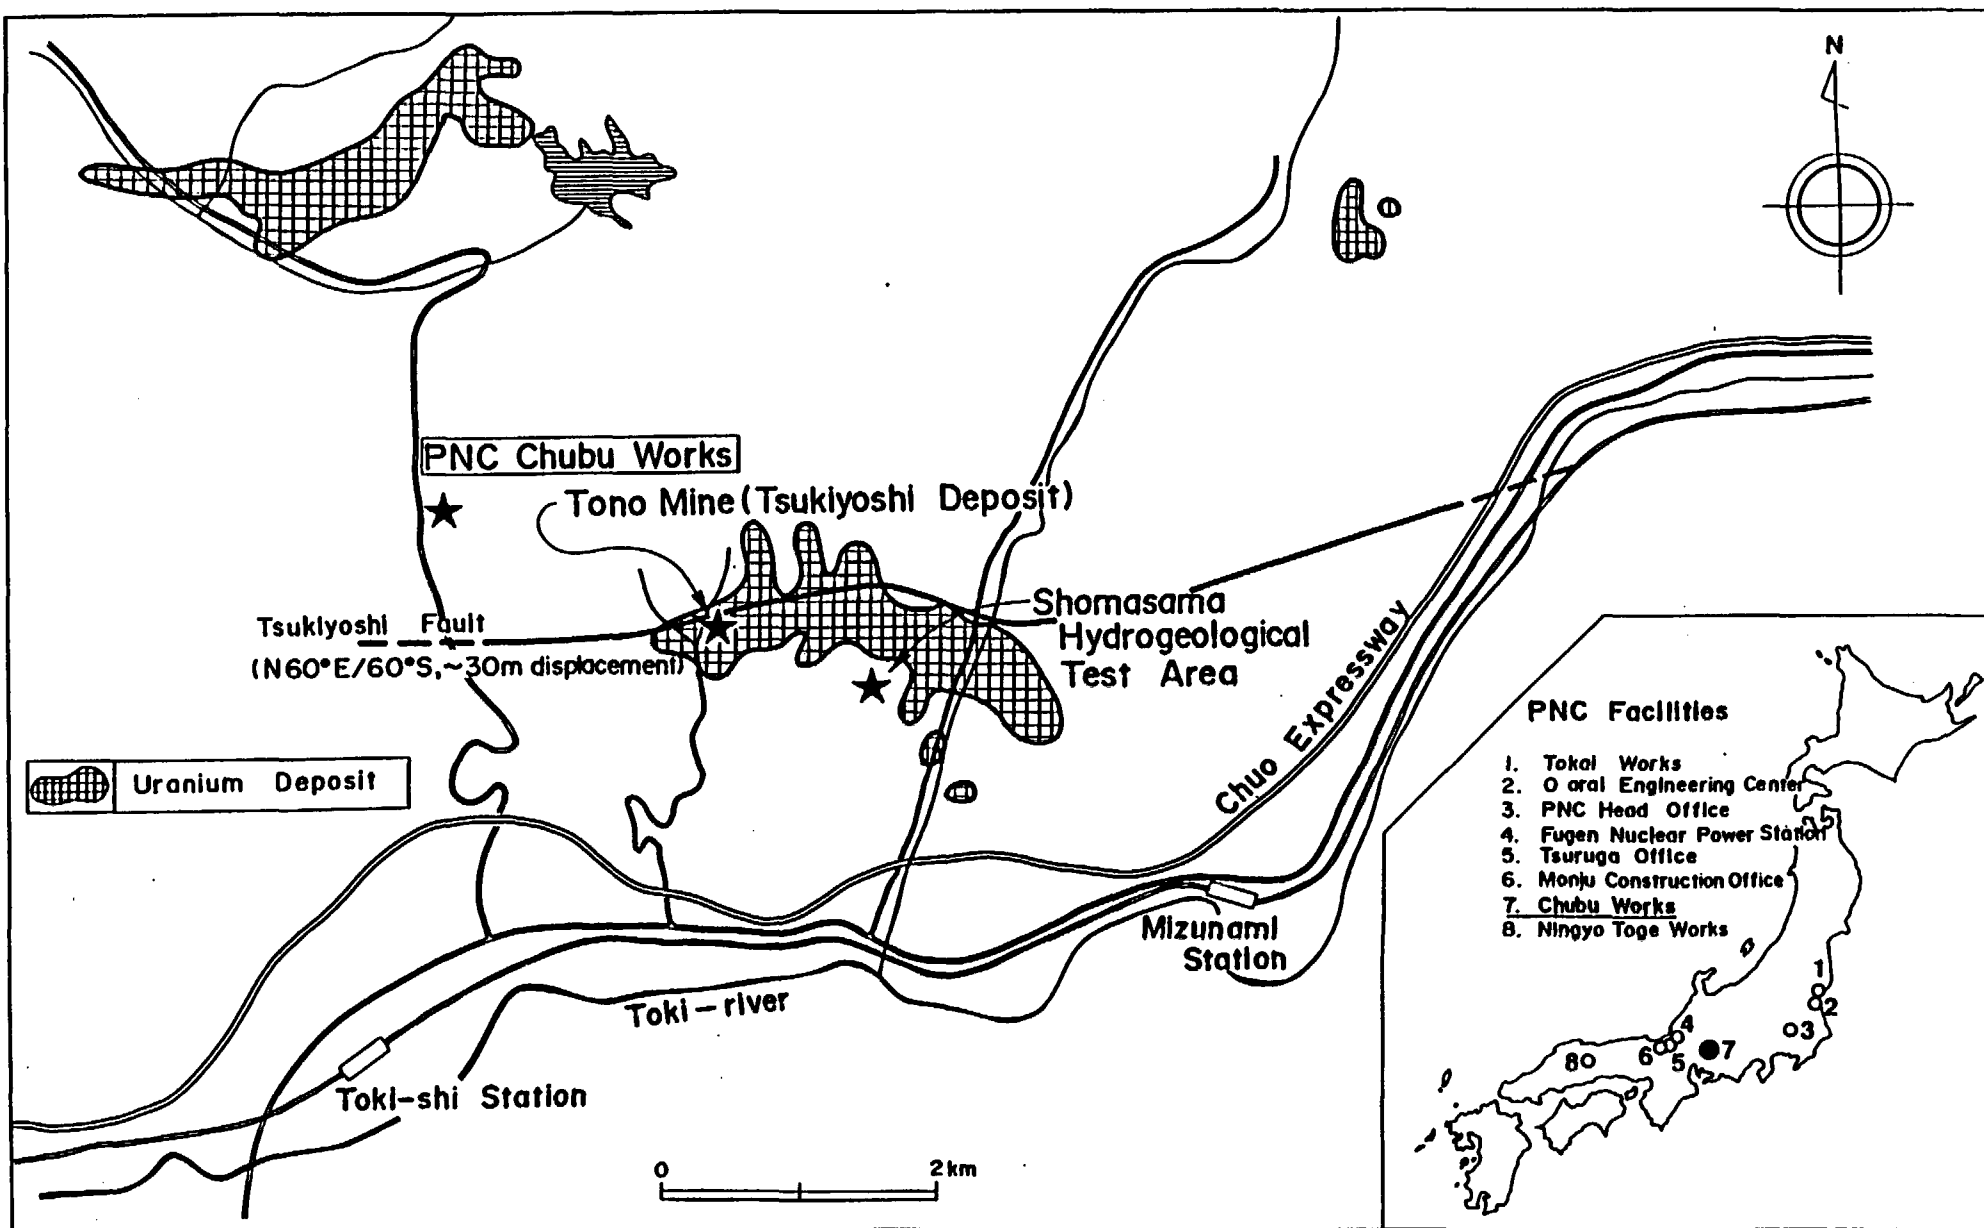 N
PNC Chubu Works
Tono Mine (Tsukiyoshi Deposit)
Tsukiyoshi Fault
(N60°E/60°S,~30m displacement)
Shomasama
Hydrogeological
Test Area
Chuo Expressway
Uranium Deposit
Mizunami
Station
Toki-river
Toki-shi Station
0 2km
PNC Facilities
1. Tokai Works
2. O arai Engineering Center
3. PNC Head Office
4. Fugen Nuclear Power Station
5. Tsuruga Office
6. Monju Construction Office
7. Chubu Works
8. Ningyo Toge Works
1
2
3
4
6
5
7
8